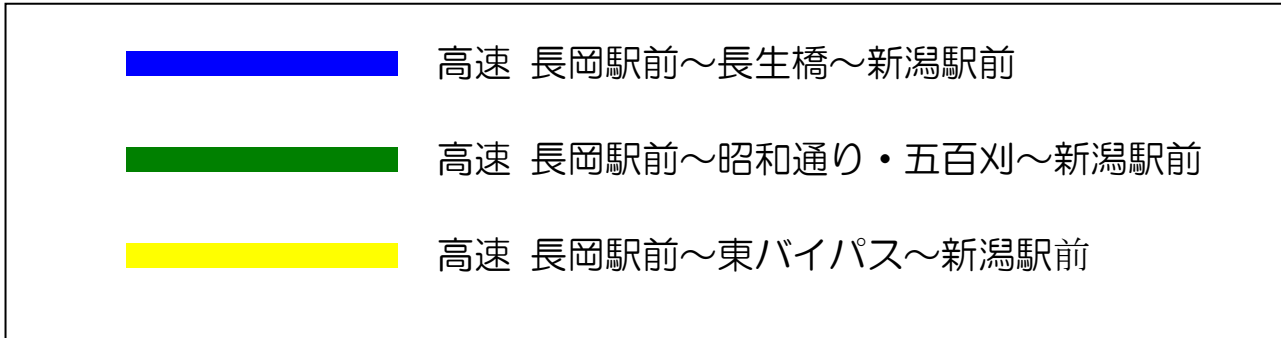 高速 長岡駅前～長生橋～新潟駅前
高速 長岡駅前～昭和通り・五百刈～新潟駅前
高速 長岡駅前～東バイパス～新潟駅前